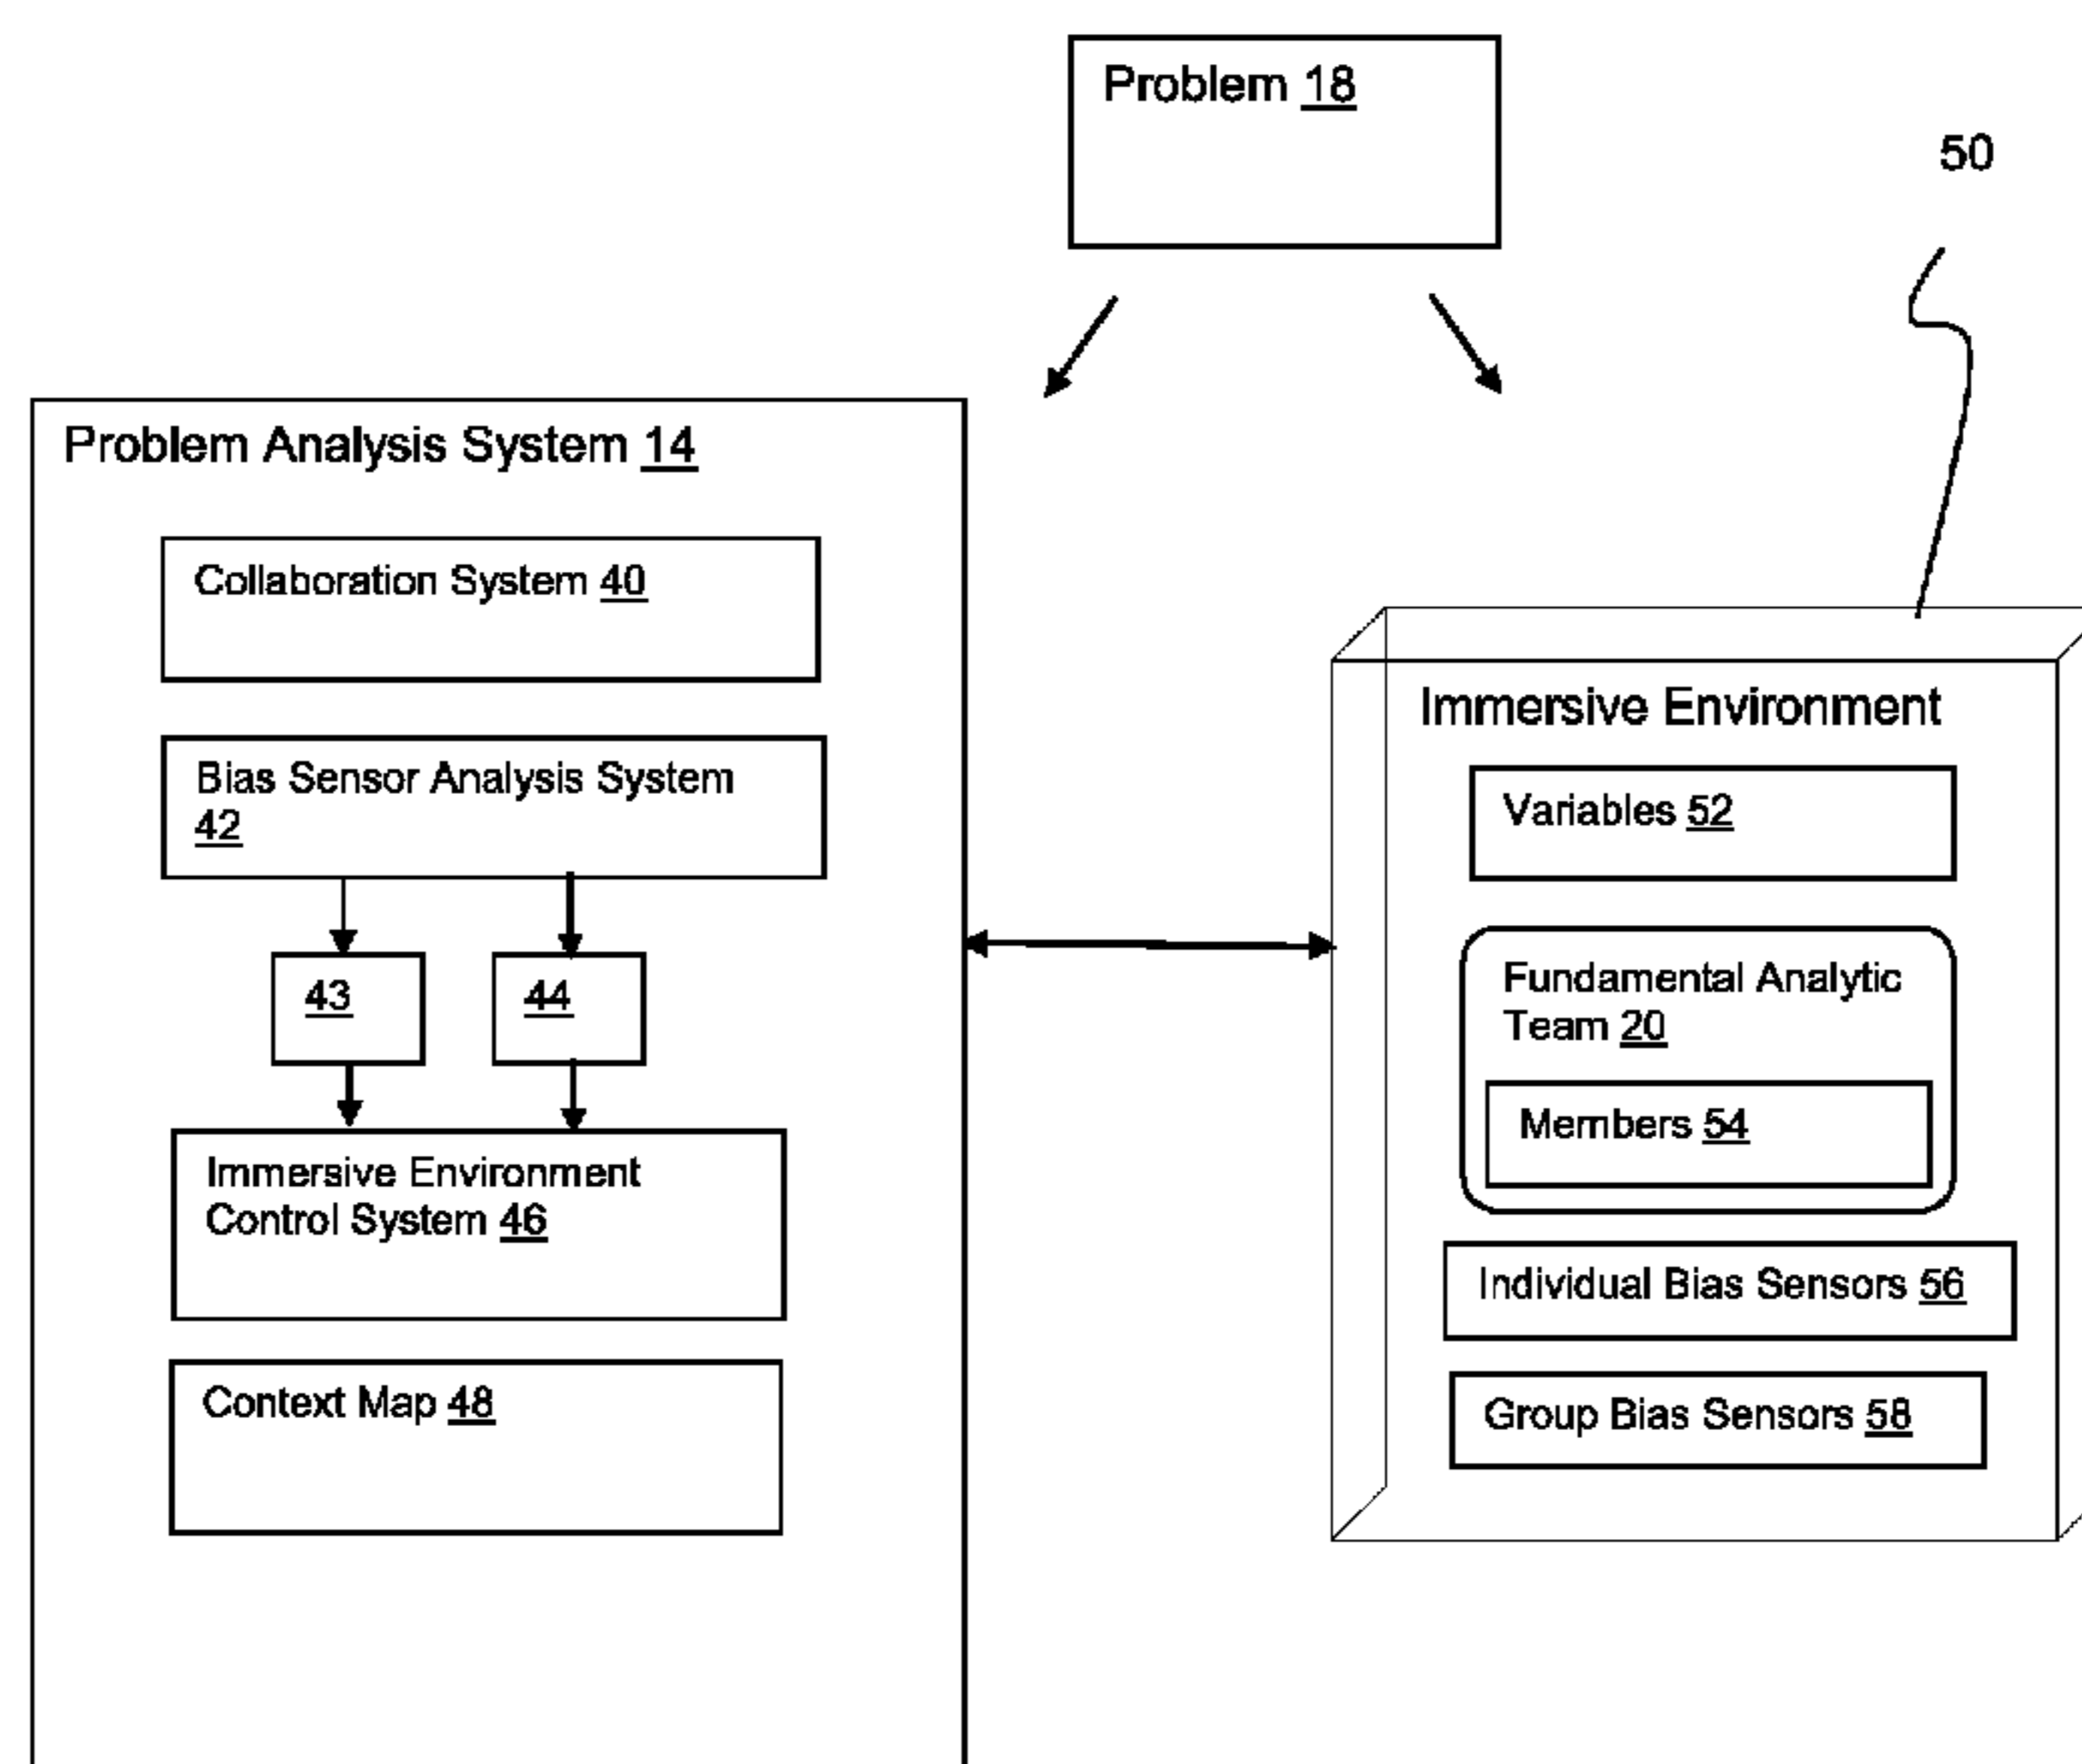 Problem 18
50
Problem Analysis System 14
Collaboration System 40
Bias Sensor Analysis System
42
43
44
Immersive Environment
Control System 46
Context Map 48
Immersive Environment
Variables 52
Fundamental Analytic
Team 20
Members 54
Individual Bias Sensors 56
Group Bias Sensors 58